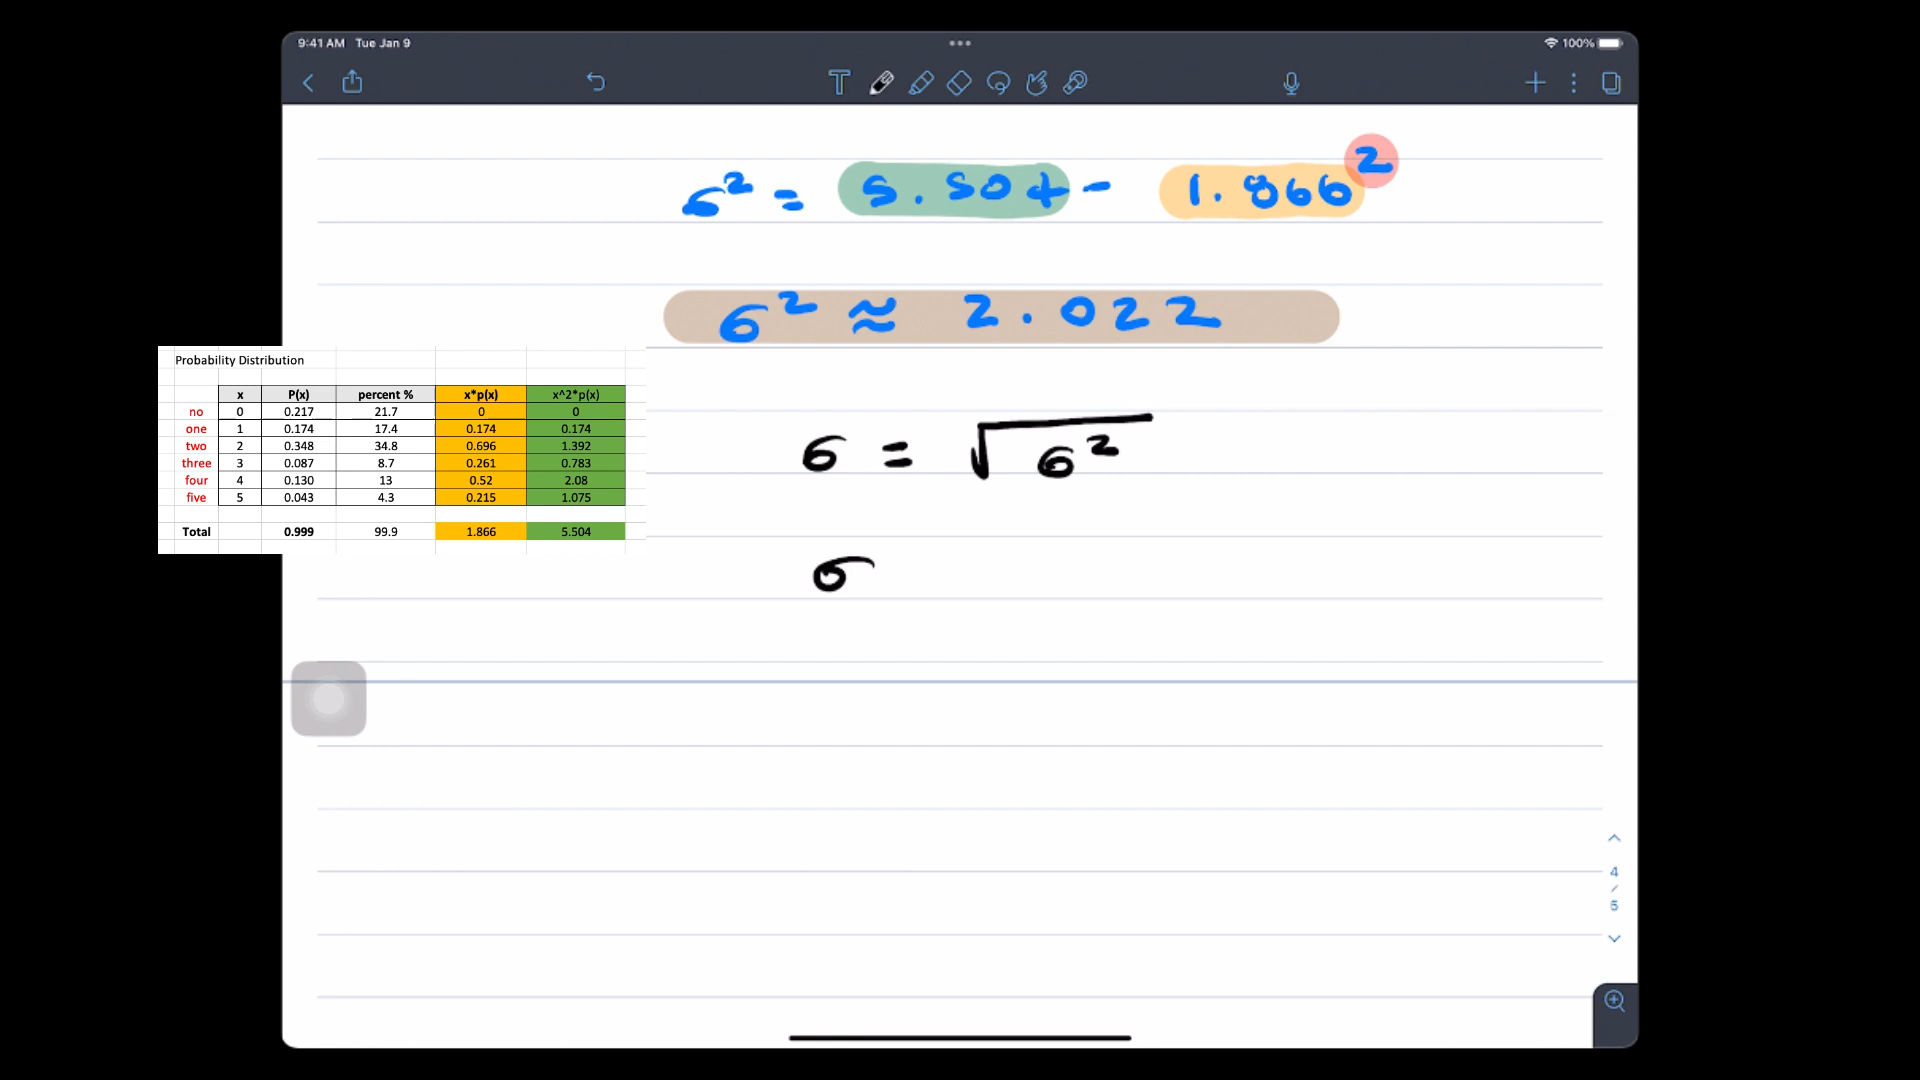 9:41 AM Tue Jan 9
100%
σ² = 5.504 - 1.866²
σ² ≈ 2.022
Probability Distribution
x P(x) percent % x*p(x) x^2*p(x)
no 0 0.217 21.7 0 0
one 1 0.174 17.4 0.174 0.174
two 2 0.348 34.8 0.696 1.392
three 3 0.087 8.7 0.261 0.783
four 4 0.130 13 0.52 2.08
five 5 0.043 4.3 0.215 1.075
Total 0.999 99.9 1.866 5.504
σ = √σ²
σ
4
/
5